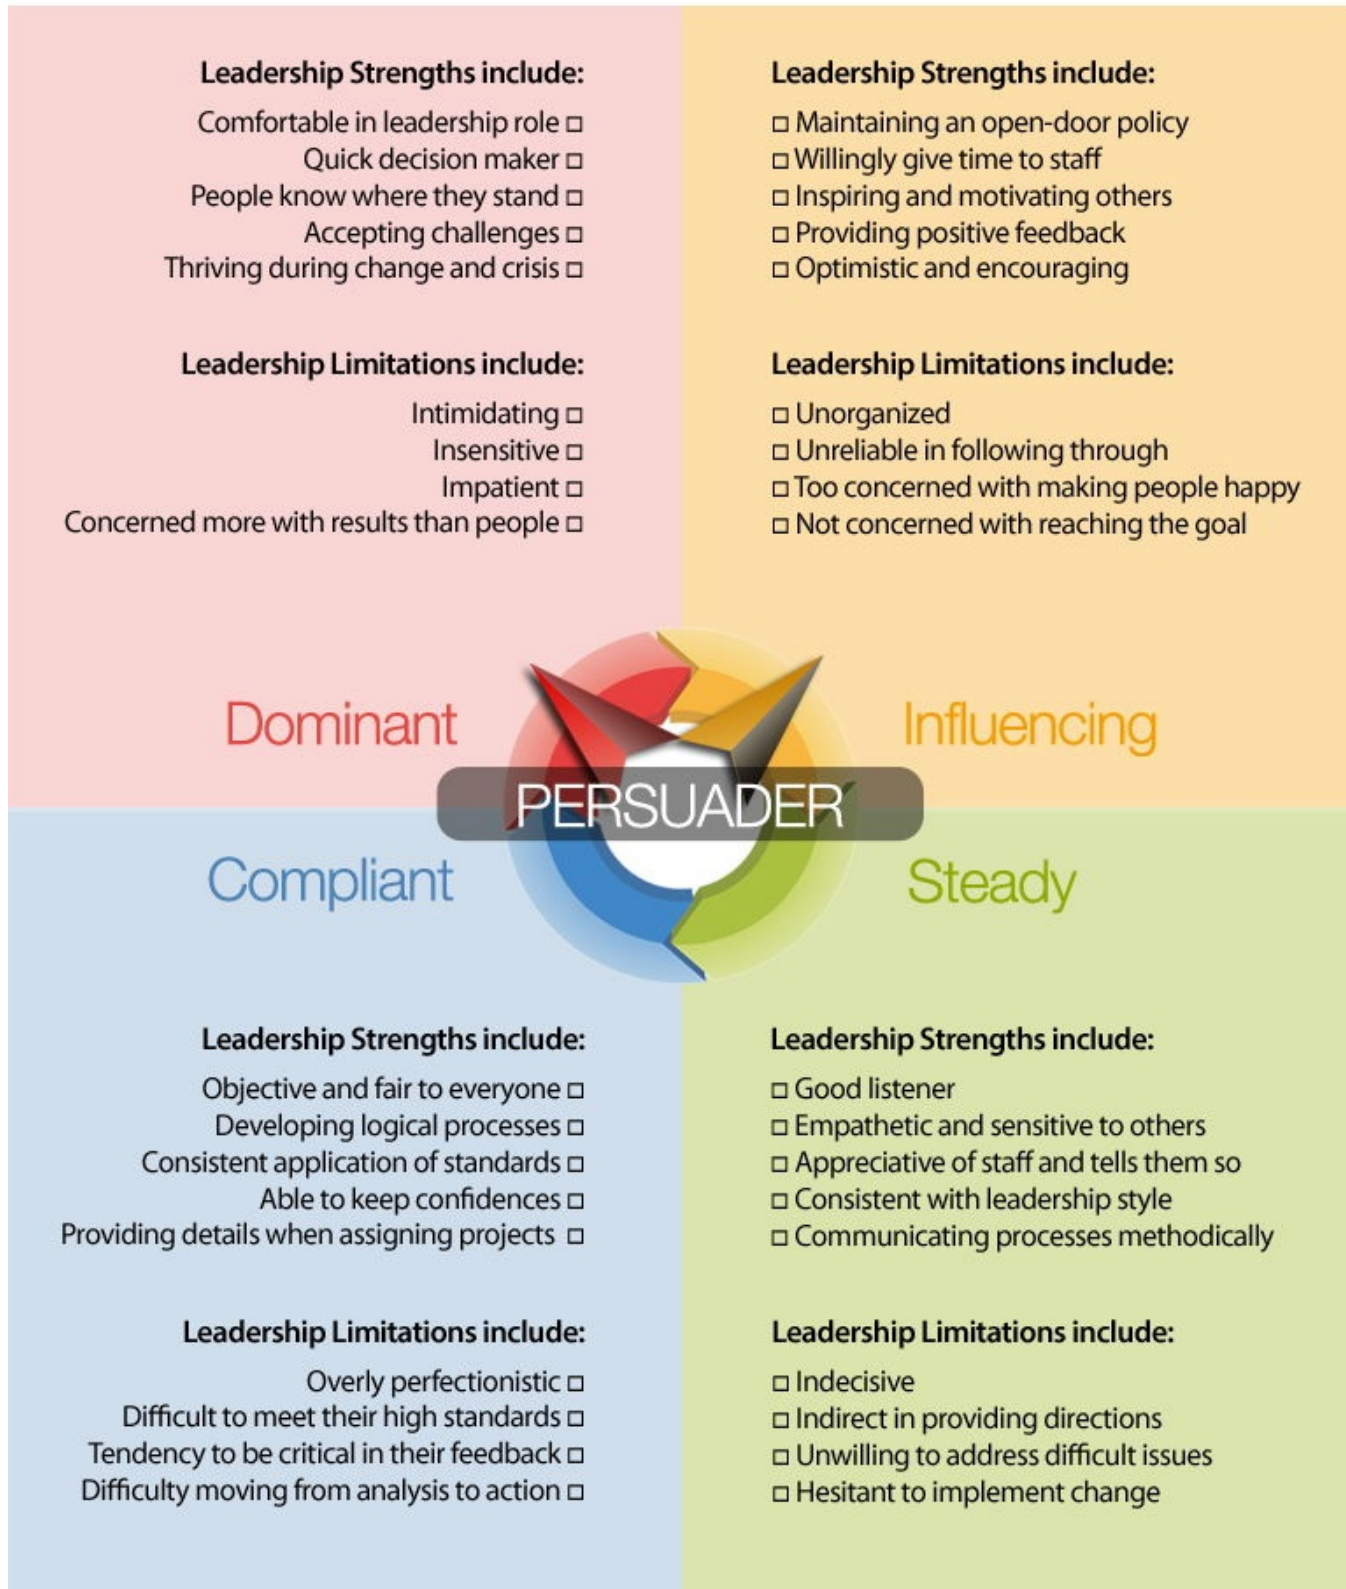 Leadership Strengths include:
Comfortable in leadership role □
Quick decision maker □
People know where they stand □
Accepting challenges □
Thriving during change and crisis □
Leadership Limitations include:
Intimidating □
Insensitive □
Impatient □
Concerned more with results than people □
Dominant
Leadership Strengths include:
□ Maintaining an open-door policy
□ Willingly give time to staff
□ Inspiring and motivating others
□ Providing positive feedback
□ Optimistic and encouraging
Leadership Limitations include:
□ Unorganized
□ Unreliable in following through
□ Too concerned with making people happy
□ Not concerned with reaching the goal
Influencing
PERSUADER
Compliant
Leadership Strengths include:
Objective and fair to everyone □
Developing logical processes □
Consistent application of standards □
Able to keep confidences □
Providing details when assigning projects □
Leadership Limitations include:
Overly perfectionistic □
Difficult to meet their high standards □
Tendency to be critical in their feedback □
Difficulty moving from analysis to action □
Steady
Leadership Strengths include:
□ Good listener
□ Empathetic and sensitive to others
□ Appreciative of staff and tells them so
□ Consistent with leadership style
□ Communicating processes methodically
Leadership Limitations include:
□ Indecisive
□ Indirect in providing directions
□ Unwilling to address difficult issues
□ Hesitant to implement change